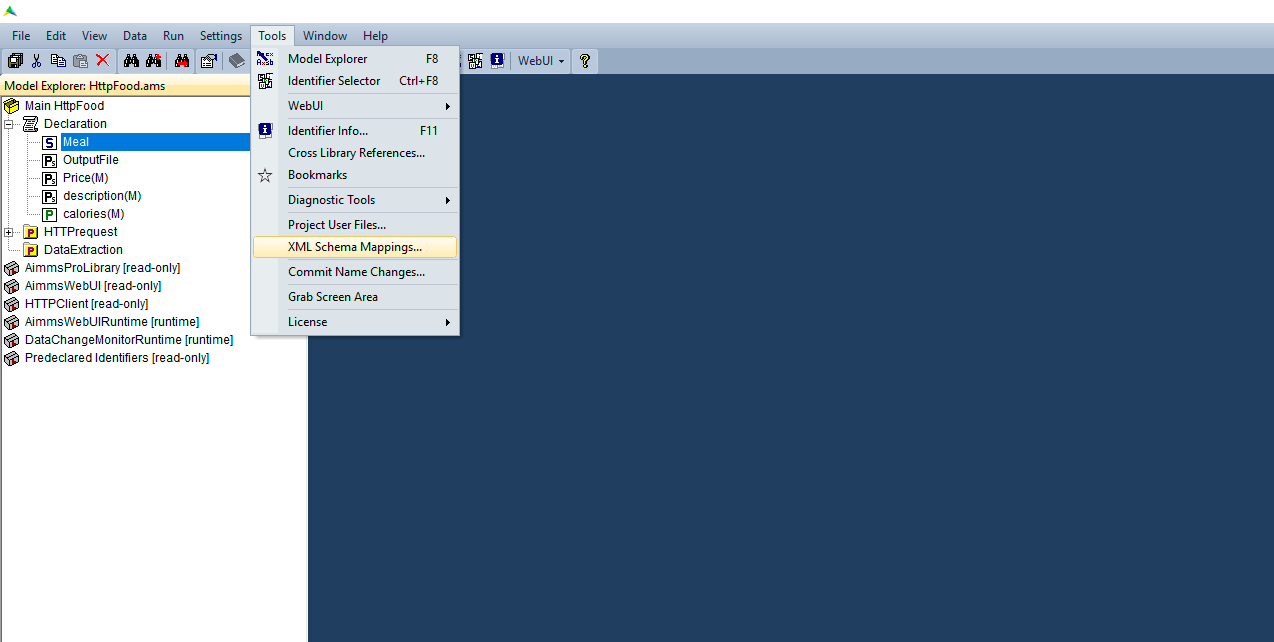 File Edit View Data Run Settings Tools Window Help
WebUI
Model Explorer: HttpFood.ams
Main HttpFood
Declaration
S Meal
Ps OutputFile
Ps Price(M)
Ps description(M)
P calories(M)
P HTTPrequest
P DataExtraction
AimmsProLibrary [read-only]
AimmsWebUI [read-only]
HTTPClient [read-only]
AimmsWebUIRuntime [runtime]
DataChangeMonitorRuntime [runtime]
Predeclared Identifiers [read-only]
Model Explorer F8
Identifier Selector Ctrl+F8
WebUI
Identifier Info... F11
Cross Library References...
Bookmarks
Diagnostic Tools
Project User Files...
XML Schema Mappings...
Commit Name Changes...
Grab Screen Area
License